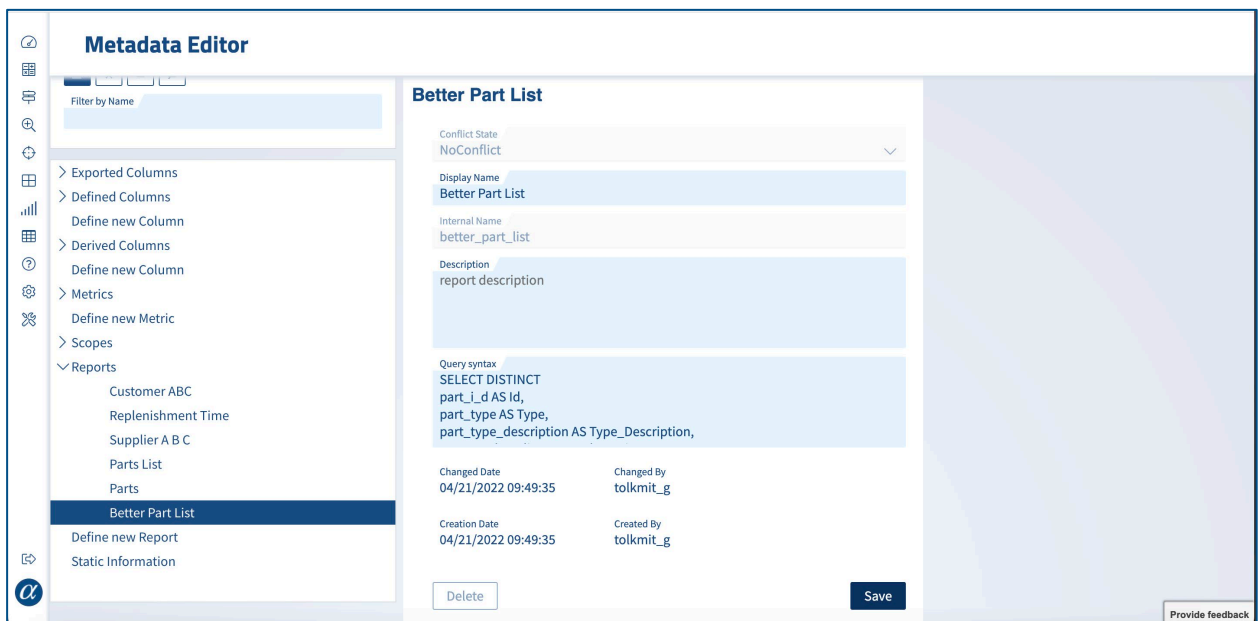 Metadata Editor
Filter by Name
Exported Columns
Defined Columns
Define new Column
Derived Columns
Define new Column
Metrics
Define new Metric
Scopes
Reports
Customer ABC
Replenishment Time
Supplier A B C
Parts List
Parts
Better Part List
Define new Report
Static Information
α
Better Part List
Conflict State
NoConflict
Display Name
Better Part List
Internal Name
better_part_list
Description
report description
Query syntax
SELECT DISTINCT
part_i_d AS Id,
part_type AS Type,
part_type_description AS Type_Description,
Changed Date
04/21/2022 09:49:35
Changed By
tolkmit_g
Creation Date
04/21/2022 09:49:35
Created By
tolkmit_g
Delete
Save
Provide feedback